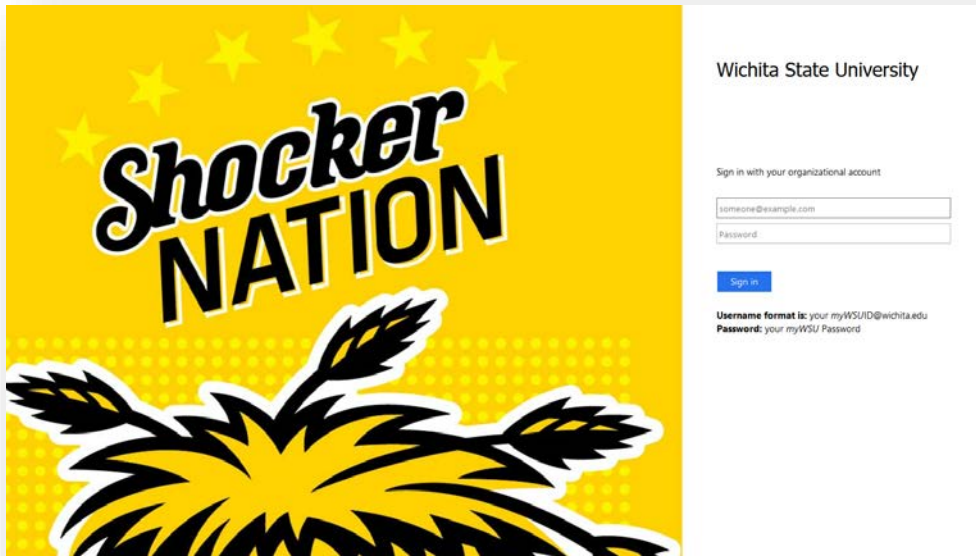 Shocker
NATION
Wichita State University
Sign in with your organizational account
someone@example.com
Password
Sign in
Username format is: your myWSUID@wichita.edu
Password: your myWSU Password